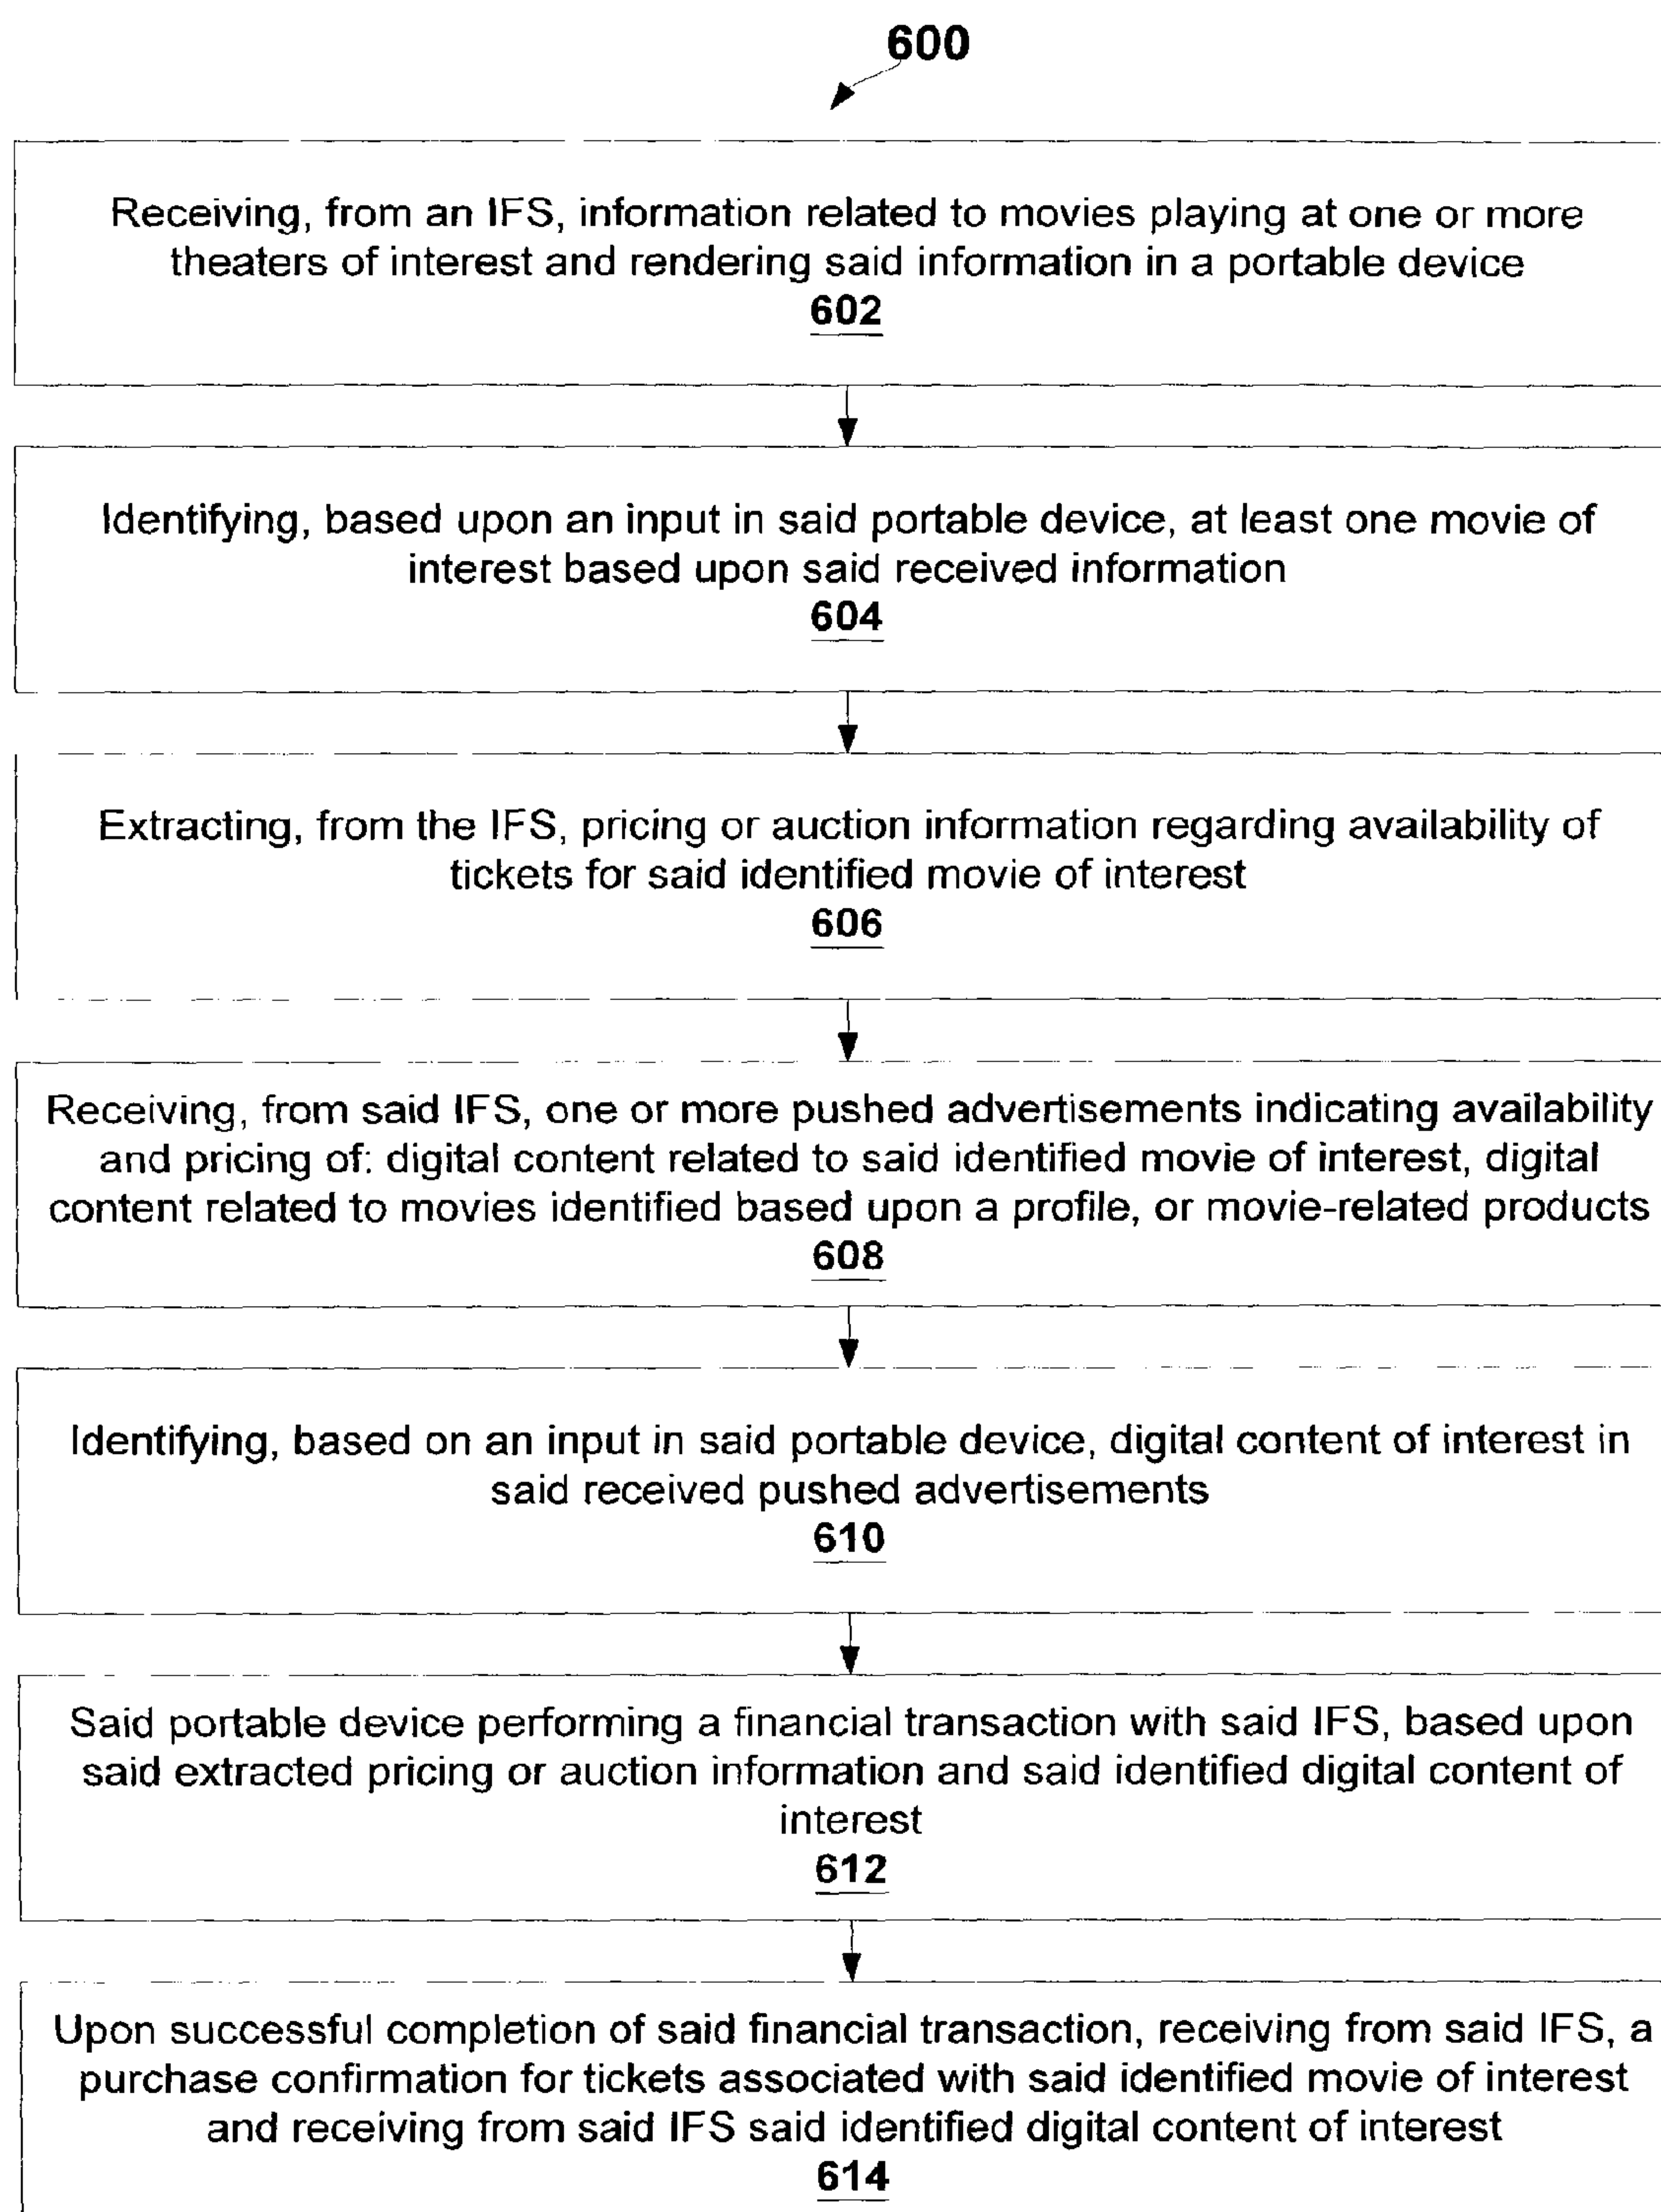 600
Receiving, from an IFS, information related to movies playing at one or more
theaters of interest and rendering said information in a portable device
602
Identifying, based upon an input in said portable device, at least one movie of
interest based upon said received information
604
Extracting, from the IFS, pricing or auction information regarding availability of
tickets for said identified movie of interest
606
Receiving, from said IFS, one or more pushed advertisements indicating availability
and pricing of: digital content related to said identified movie of interest, digital
content related to movies identified based upon a profile, or movie-related products
608
Identifying, based on an input in said portable device, digital content of interest in
said received pushed advertisements
610
Said portable device performing a financial transaction with said IFS, based upon
said extracted pricing or auction information and said identified digital content of
interest
612
Upon successful completion of said financial transaction, receiving from said IFS, a
purchase confirmation for tickets associated with said identified movie of interest
and receiving from said IFS said identified digital content of interest
614